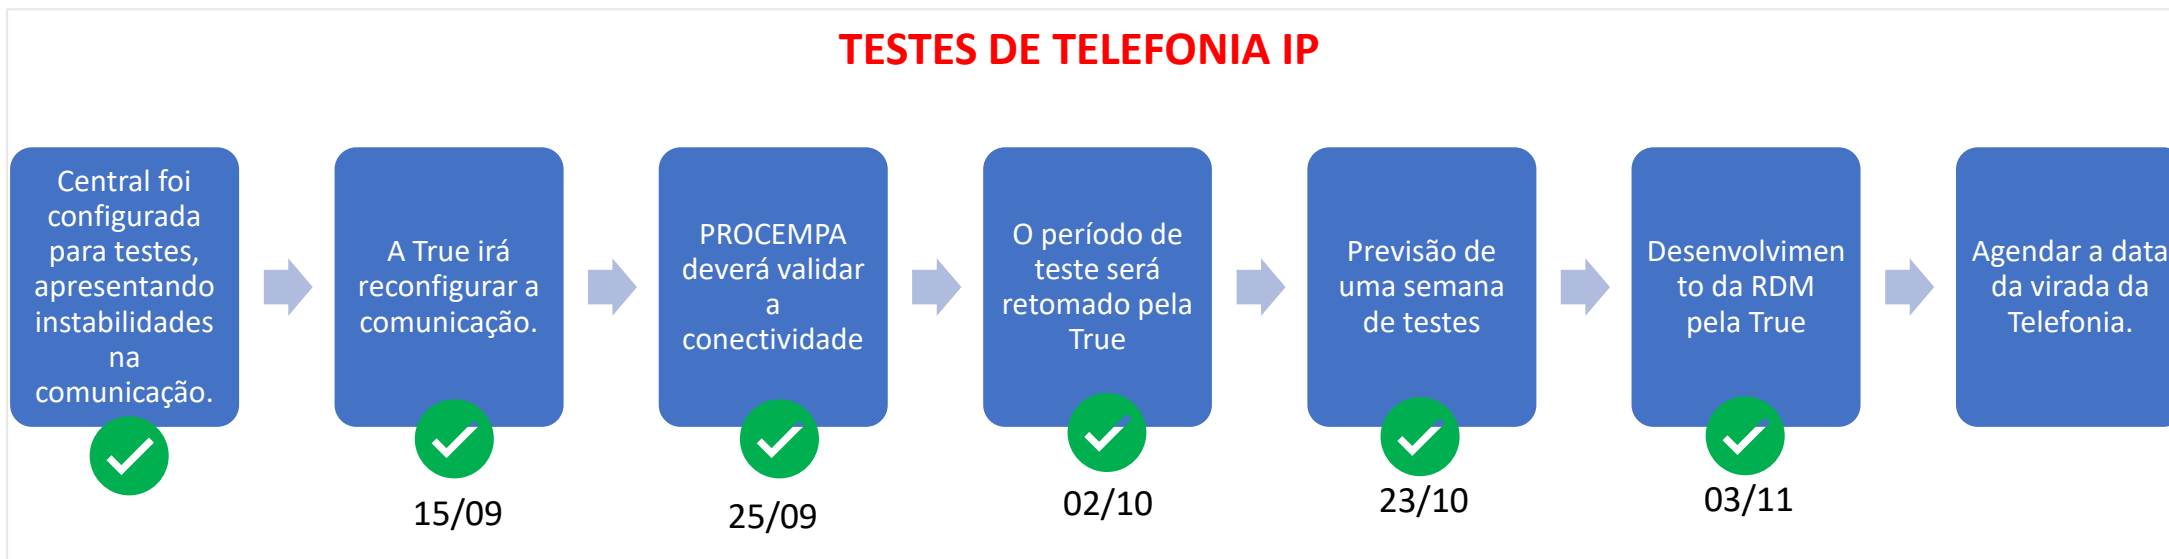 TESTES DE TELEFONIA IP
Central foi
configurada
para testes,
apresentando
instabilidades
na
comunicação.
A True irá
reconfigurar a
comunicação.
PROCEMPA
deverá validar
a
conectividade
O período de
teste será
retomado pela
True
Previsão de
uma semana
de testes
Desenvolvimen
to da RDM
pela True
Agendar a data
da virada da
Telefonia.
15/09
25/09
02/10
23/10
03/11